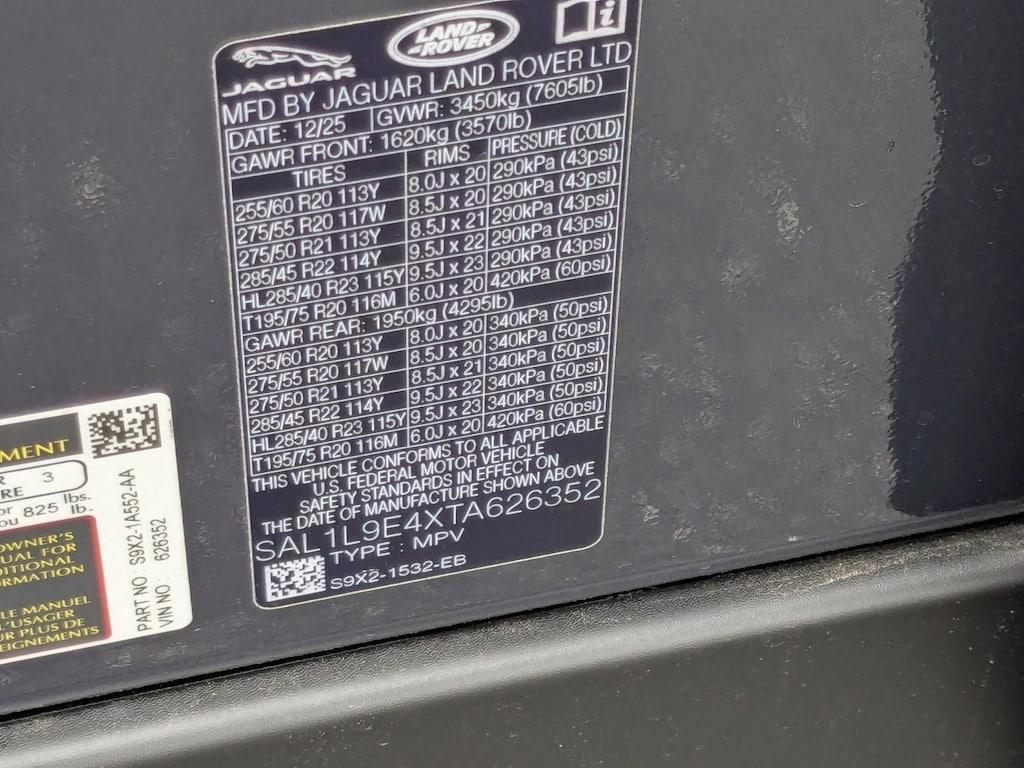 JAGUAR
LAND-
-ROVER
i
MFD BY JAGUAR LAND ROVER LTD
DATE: 12/25 GVWR: 3450kg (7605lb)
GAWR FRONT: 1620kg (3570lb)
TIRES RIMS PRESSURE (COLD)
255/60 R20 113Y 8.0J x 20 290kPa (43psi)
275/55 R20 117W 8.5J x 20 290kPa (43psi)
275/50 R21 113Y 8.5J x 21 290kPa (43psi)
285/45 R22 114Y 9.5J x 22 290kPa (43psi)
HL285/40 R23 115Y 9.5J x 23 290kPa (43psi)
T195/75 R20 116M 6.0J x 20 420kPa (60psi)
GAWR REAR: 1950kg (4295lb)
255/60 R20 113Y 8.0J x 20 340kPa (50psi)
275/55 R20 117W 8.5J x 20 340kPa (50psi)
275/50 R21 113Y 8.5J x 21 340kPa (50psi)
285/45 R22 114Y 9.5J x 22 340kPa (50psi)
HL285/40 R23 115Y 9.5J x 23 340kPa (50psi)
T195/75 R20 116M 6.0J x 20 420kPa (60psi)
THIS VEHICLE CONFORMS TO ALL APPLICABLE
U.S. FEDERAL MOTOR VEHICLE
SAFETY STANDARDS IN EFFECT ON
THE DATE OF MANUFACTURE SHOWN ABOVE
SAL1L9E4XTA626352
TYPE : MPV
S9X2-1532-EB
MENT
R 3
RE
or lbs.
ou 825 lb.
OWNER'S
UAL FOR
DITIONAL
ORMATION
LE MANUEL
L'USAGER
UR PLUS DE
EIGNEMENTS
PART NO : S9X2-1A552-AA
VIN NO : 626352